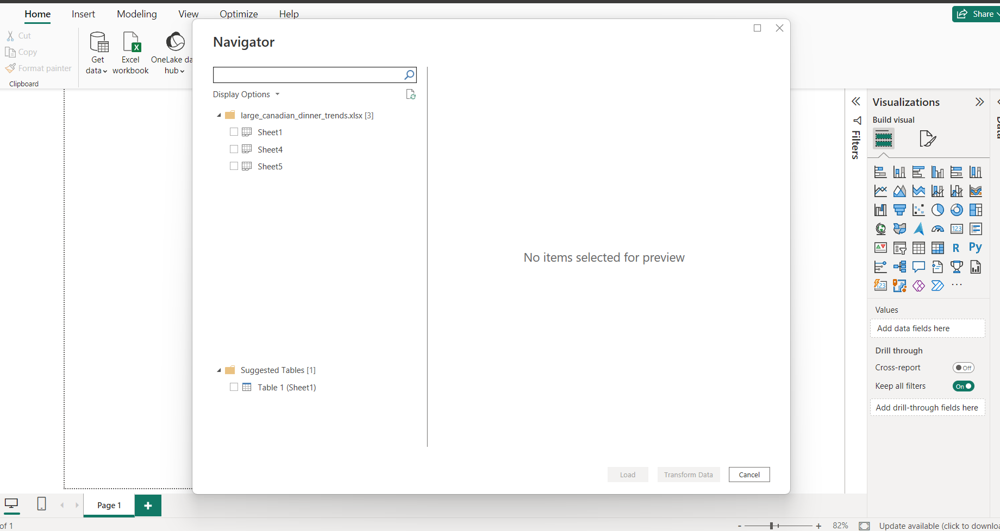 Home Insert Modeling View Optimize Help
Share
Cut
Copy
Format painter
Clipboard
Get data
Excel workbook
OneLake da
hub
Navigator
Display Options
large_canadian_dinner_trends.xlsx [3]
Sheet1
Sheet4
Sheet5
No items selected for preview
Suggested Tables [1]
Table 1 (Sheet1)
Load Transform Data Cancel
Filters
Visualizations
Build visual
123
R Py
123
Values
Add data fields here
Drill through
Cross-report Off
Keep all filters On
Add drill-through fields here
Data
Page 1
of 1
- + 82% Update available (click to downloa